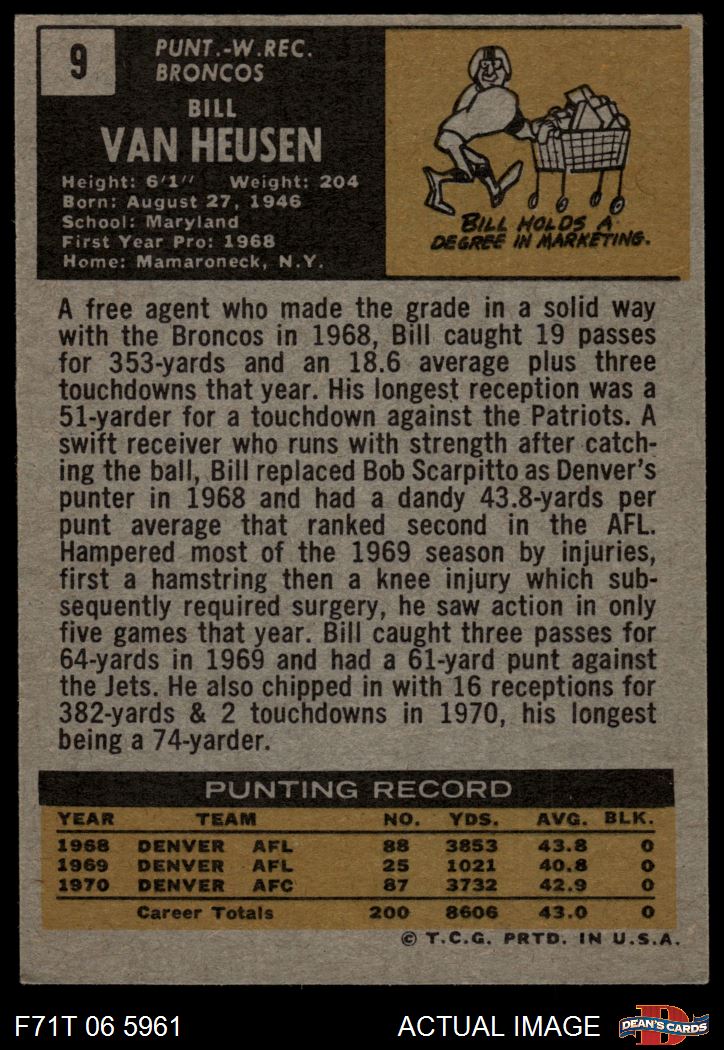 9
PUNT.-W.REC.
BRONCOS
BILL
VAN HEUSEN
Height: 6'1" Weight: 204
Born: August 27, 1946
School: Maryland
First Year Pro: 1968
Home: Mamaroneck, N.Y.
BILL HOLDS A
DEGREE IN MARKETING.
A free agent who made the grade in a solid way
with the Broncos in 1968, Bill caught 19 passes
for 353-yards and an 18.6 average plus three
touchdowns that year. His longest reception was a
51-yarder for a touchdown against the Patriots. A
swift receiver who runs with strength after catch-
ing the ball, Bill replaced Bob Scarpitto as Denver's
punter in 1968 and had a dandy 43.8-yards per
punt average that ranked second in the AFL.
Hampered most of the 1969 season by injuries,
first a hamstring then a knee injury which sub-
sequently required surgery, he saw action in only
five games that year. Bill caught three passes for
64-yards in 1969 and had a 61-yard punt against
the Jets. He also chipped in with 16 receptions for
382-yards & 2 touchdowns in 1970, his longest
being a 74-yarder.
PUNTING RECORD
YEAR TEAM NO. YDS. AVG. BLK.
1968 DENVER AFL 88 3853 43.8 0
1969 DENVER AFL 25 1021 40.8 0
1970 DENVER AFC 87 3732 42.9 0
Career Totals 200 8606 43.0 0
© T.C.G. PRTD. IN U.S.A.
F71T 06 5961
ACTUAL IMAGE
D
DEAN'S CARDS